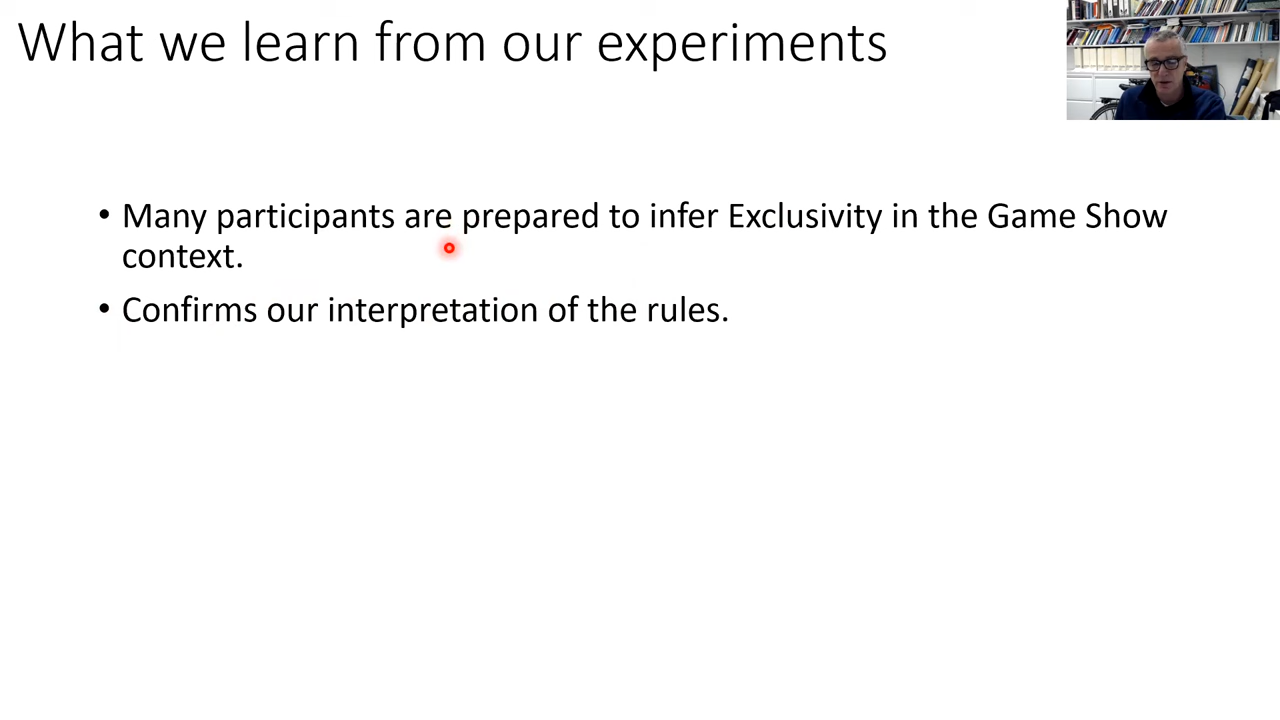 What we learn from our experiments
• Many participants are prepared to infer Exclusivity in the Game Show
context.
• Confirms our interpretation of the rules.